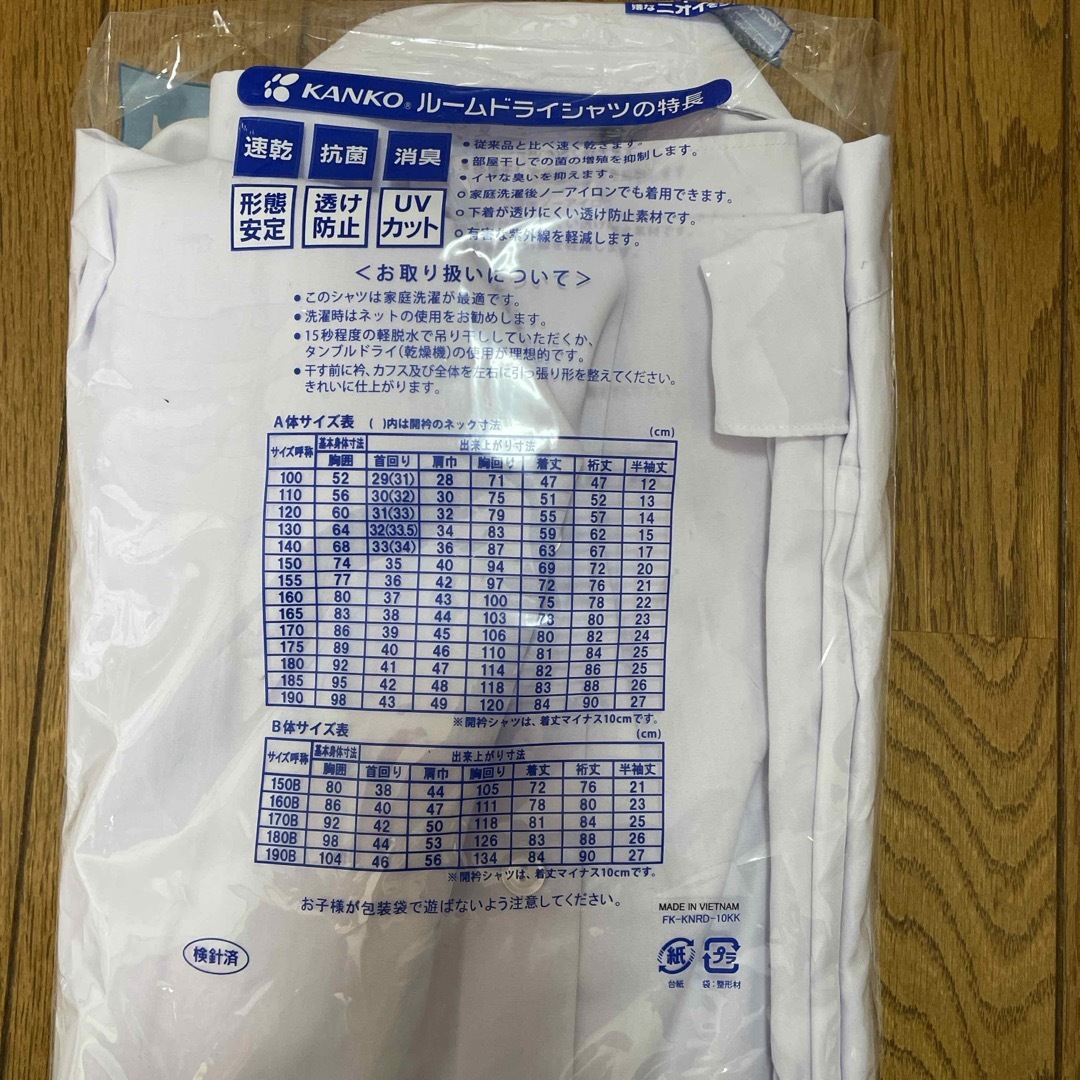 ニオイ
KANKO® ルームドライシャツの特長
速乾 抗菌 消臭
形態安定 透け防止 UVカット
●従来品と比べ速く乾きます。
●部屋干しでの菌の増殖を抑制します。
●イヤな臭いを抑えます。
○家庭洗濯後ノーアイロンでも着用できます。
○下着が透けにくい透け防止素材です。
○有害な紫外線を軽減します。
＜お取り扱いについて＞
●このシャツは家庭洗濯が最適です。
●洗濯時はネットの使用をお勧めします。
●15秒程度の軽脱水で吊り干ししていただくか、
タンブルドライ(乾燥機)の使用が理想的です。
●干す前に衿、カフス及び全体を左右に引っ張り形を整えてください。
きれいに仕上がります。
A体サイズ表 ( )内は開衿のネック寸法 (cm)
サイズ呼称 基本身体寸法 出来上がり寸法
胸囲 首回り 肩巾 胸回り 着丈 裄丈 半袖丈
100 52 29(31) 28 71 47 47 12
110 56 30(32) 30 75 51 52 13
120 60 31(33) 32 79 55 57 14
130 64 32(33.5) 34 83 59 62 15
140 68 33(34) 36 87 63 67 17
150 74 35 40 94 69 72 20
155 77 36 42 97 72 76 21
160 80 37 43 100 75 78 22
165 83 38 44 103 78 80 23
170 86 39 45 106 80 82 24
175 89 40 46 110 81 84 25
180 92 41 47 114 82 86 25
185 95 42 48 118 83 88 26
190 98 43 49 120 84 90 27
※開衿シャツは、着丈マイナス10cmです。
B体サイズ表 (cm)
サイズ呼称 基本身体寸法 出来上がり寸法
胸囲 首回り 肩巾 胸回り 着丈 裄丈 半袖丈
150B 80 38 44 105 72 76 21
160B 86 40 47 111 78 80 23
170B 92 42 50 118 81 84 25
180B 98 44 53 126 83 88 26
190B 104 46 56 134 84 90 27
※開衿シャツは、着丈マイナス10cmです。
お子様が包装袋で遊ばないよう注意してください。
MADE IN VIETNAM
FK-KNRD-10KK
検針済
紙 プラ
台紙 袋:整形材